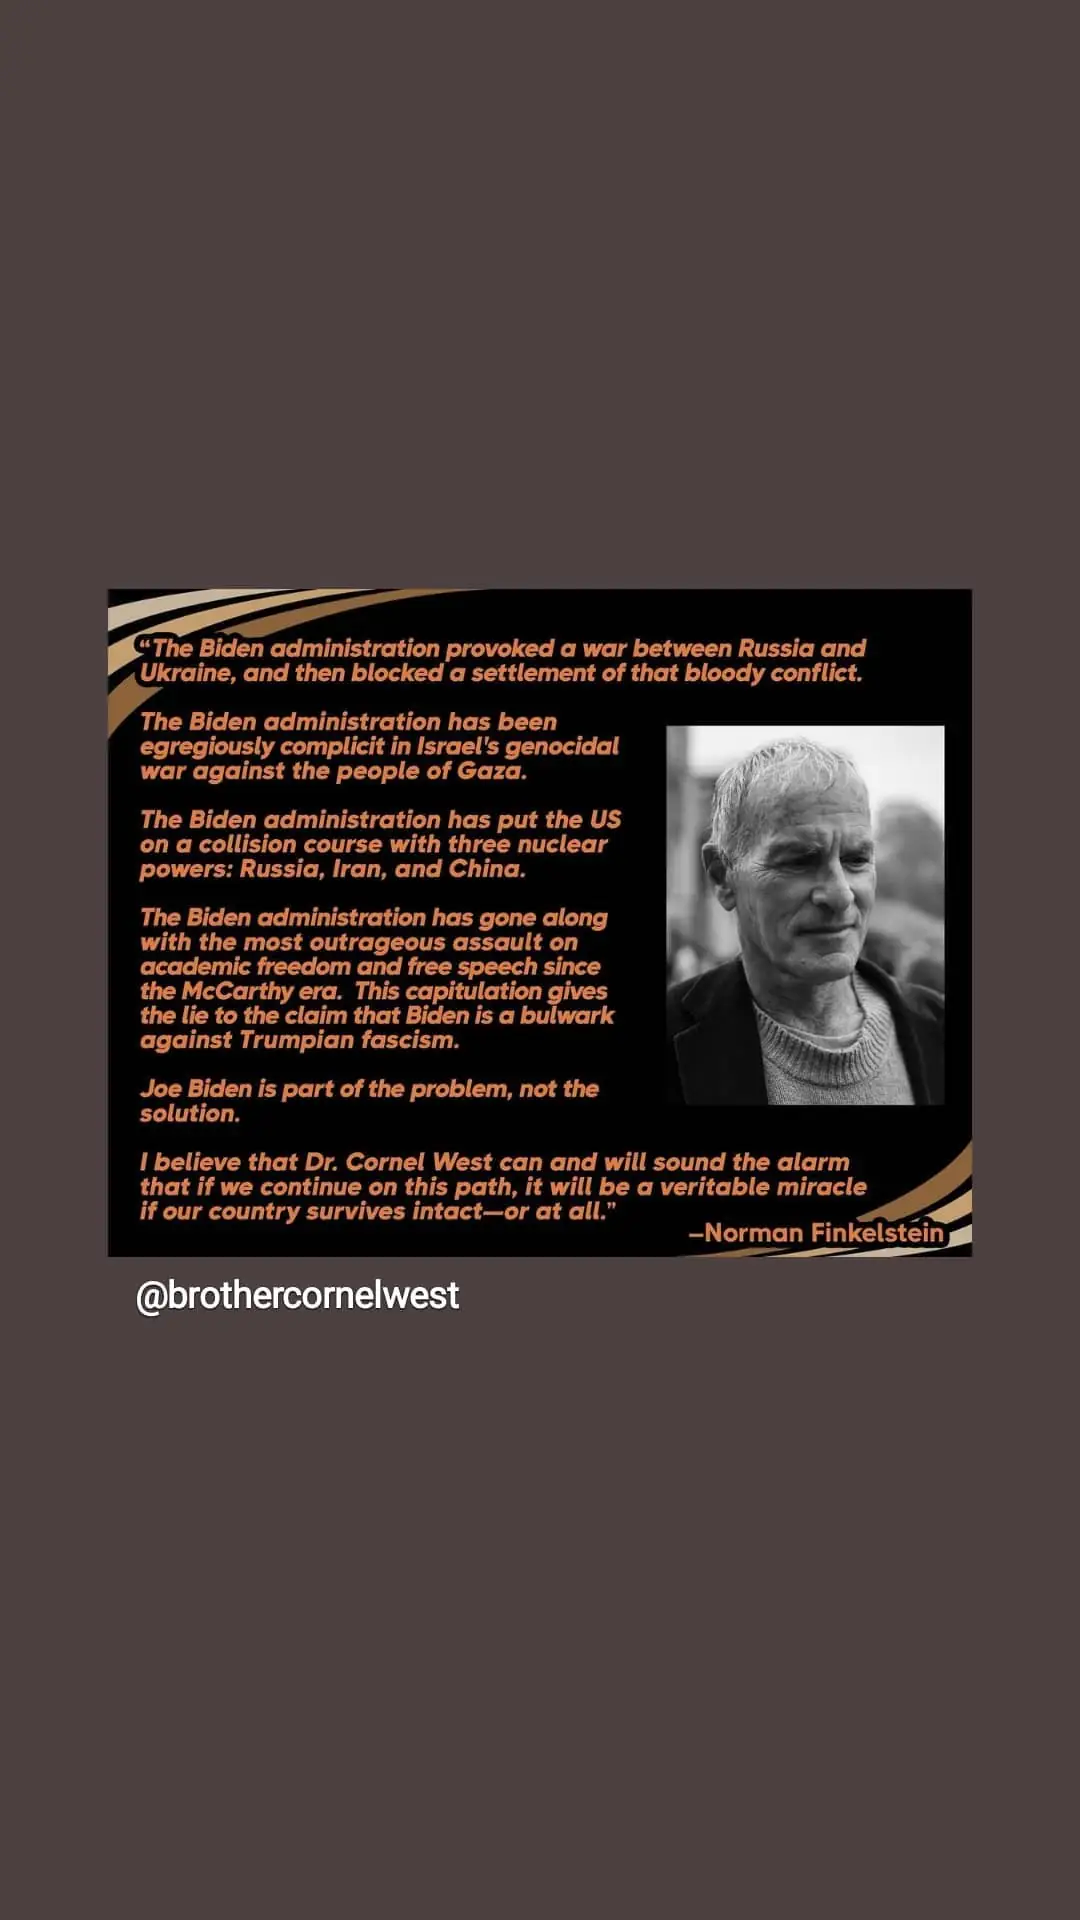 “The Biden administration provoked a war between Russia and
Ukraine, and then blocked a settlement of that bloody conflict.
The Biden administration has been
egregiously complicit in Israel's genocidal
war against the people of Gaza.
The Biden administration has put the US
on a collision course with three nuclear
powers: Russia, Iran, and China.
The Biden administration has gone along
with the most outrageous assault on
academic freedom and free speech since
the McCarthy era.  This capitulation gives
the lie to the claim that Biden is a bulwark
against Trumpian fascism.
Joe Biden is part of the problem, not the
solution.
I believe that Dr. Cornel West can and will sound the alarm
that if we continue on this path, it will be a veritable miracle
if our country survives intact—or at all.”
–Norman Finkelstein
@brothercornelwest